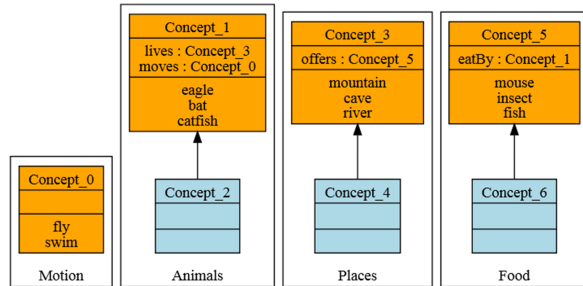 Concept_1
lives : Concept_3
moves : Concept_0
eagle
bat
catfish
Concept_3
offers : Concept_5
mountain
cave
river
Concept_5
eatBy : Concept_1
mouse
insect
fish
Concept_0
fly
swim
Concept_2
Concept_4
Concept_6
Motion
Animals
Places
Food